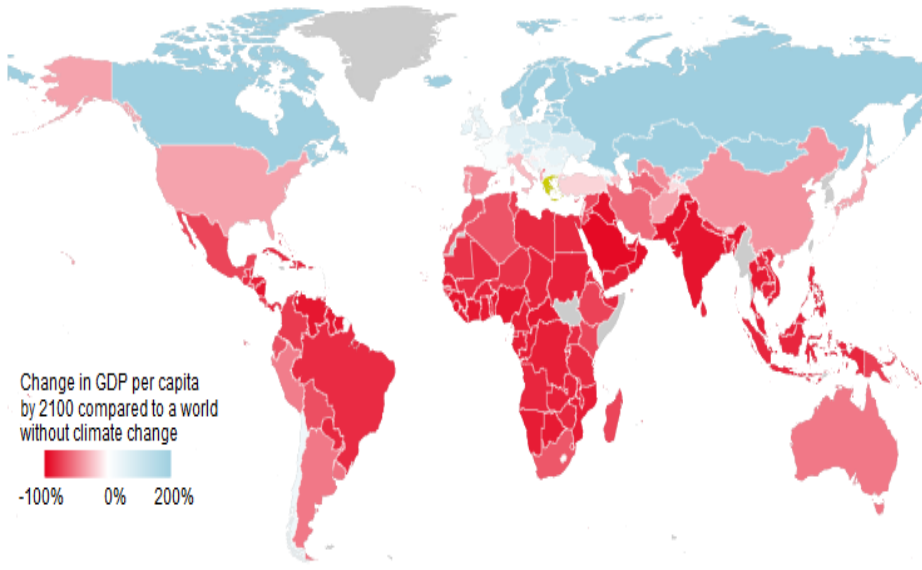 Change in GDP per capita
by 2100 compared to a world
without climate change
-100% 0% 200%